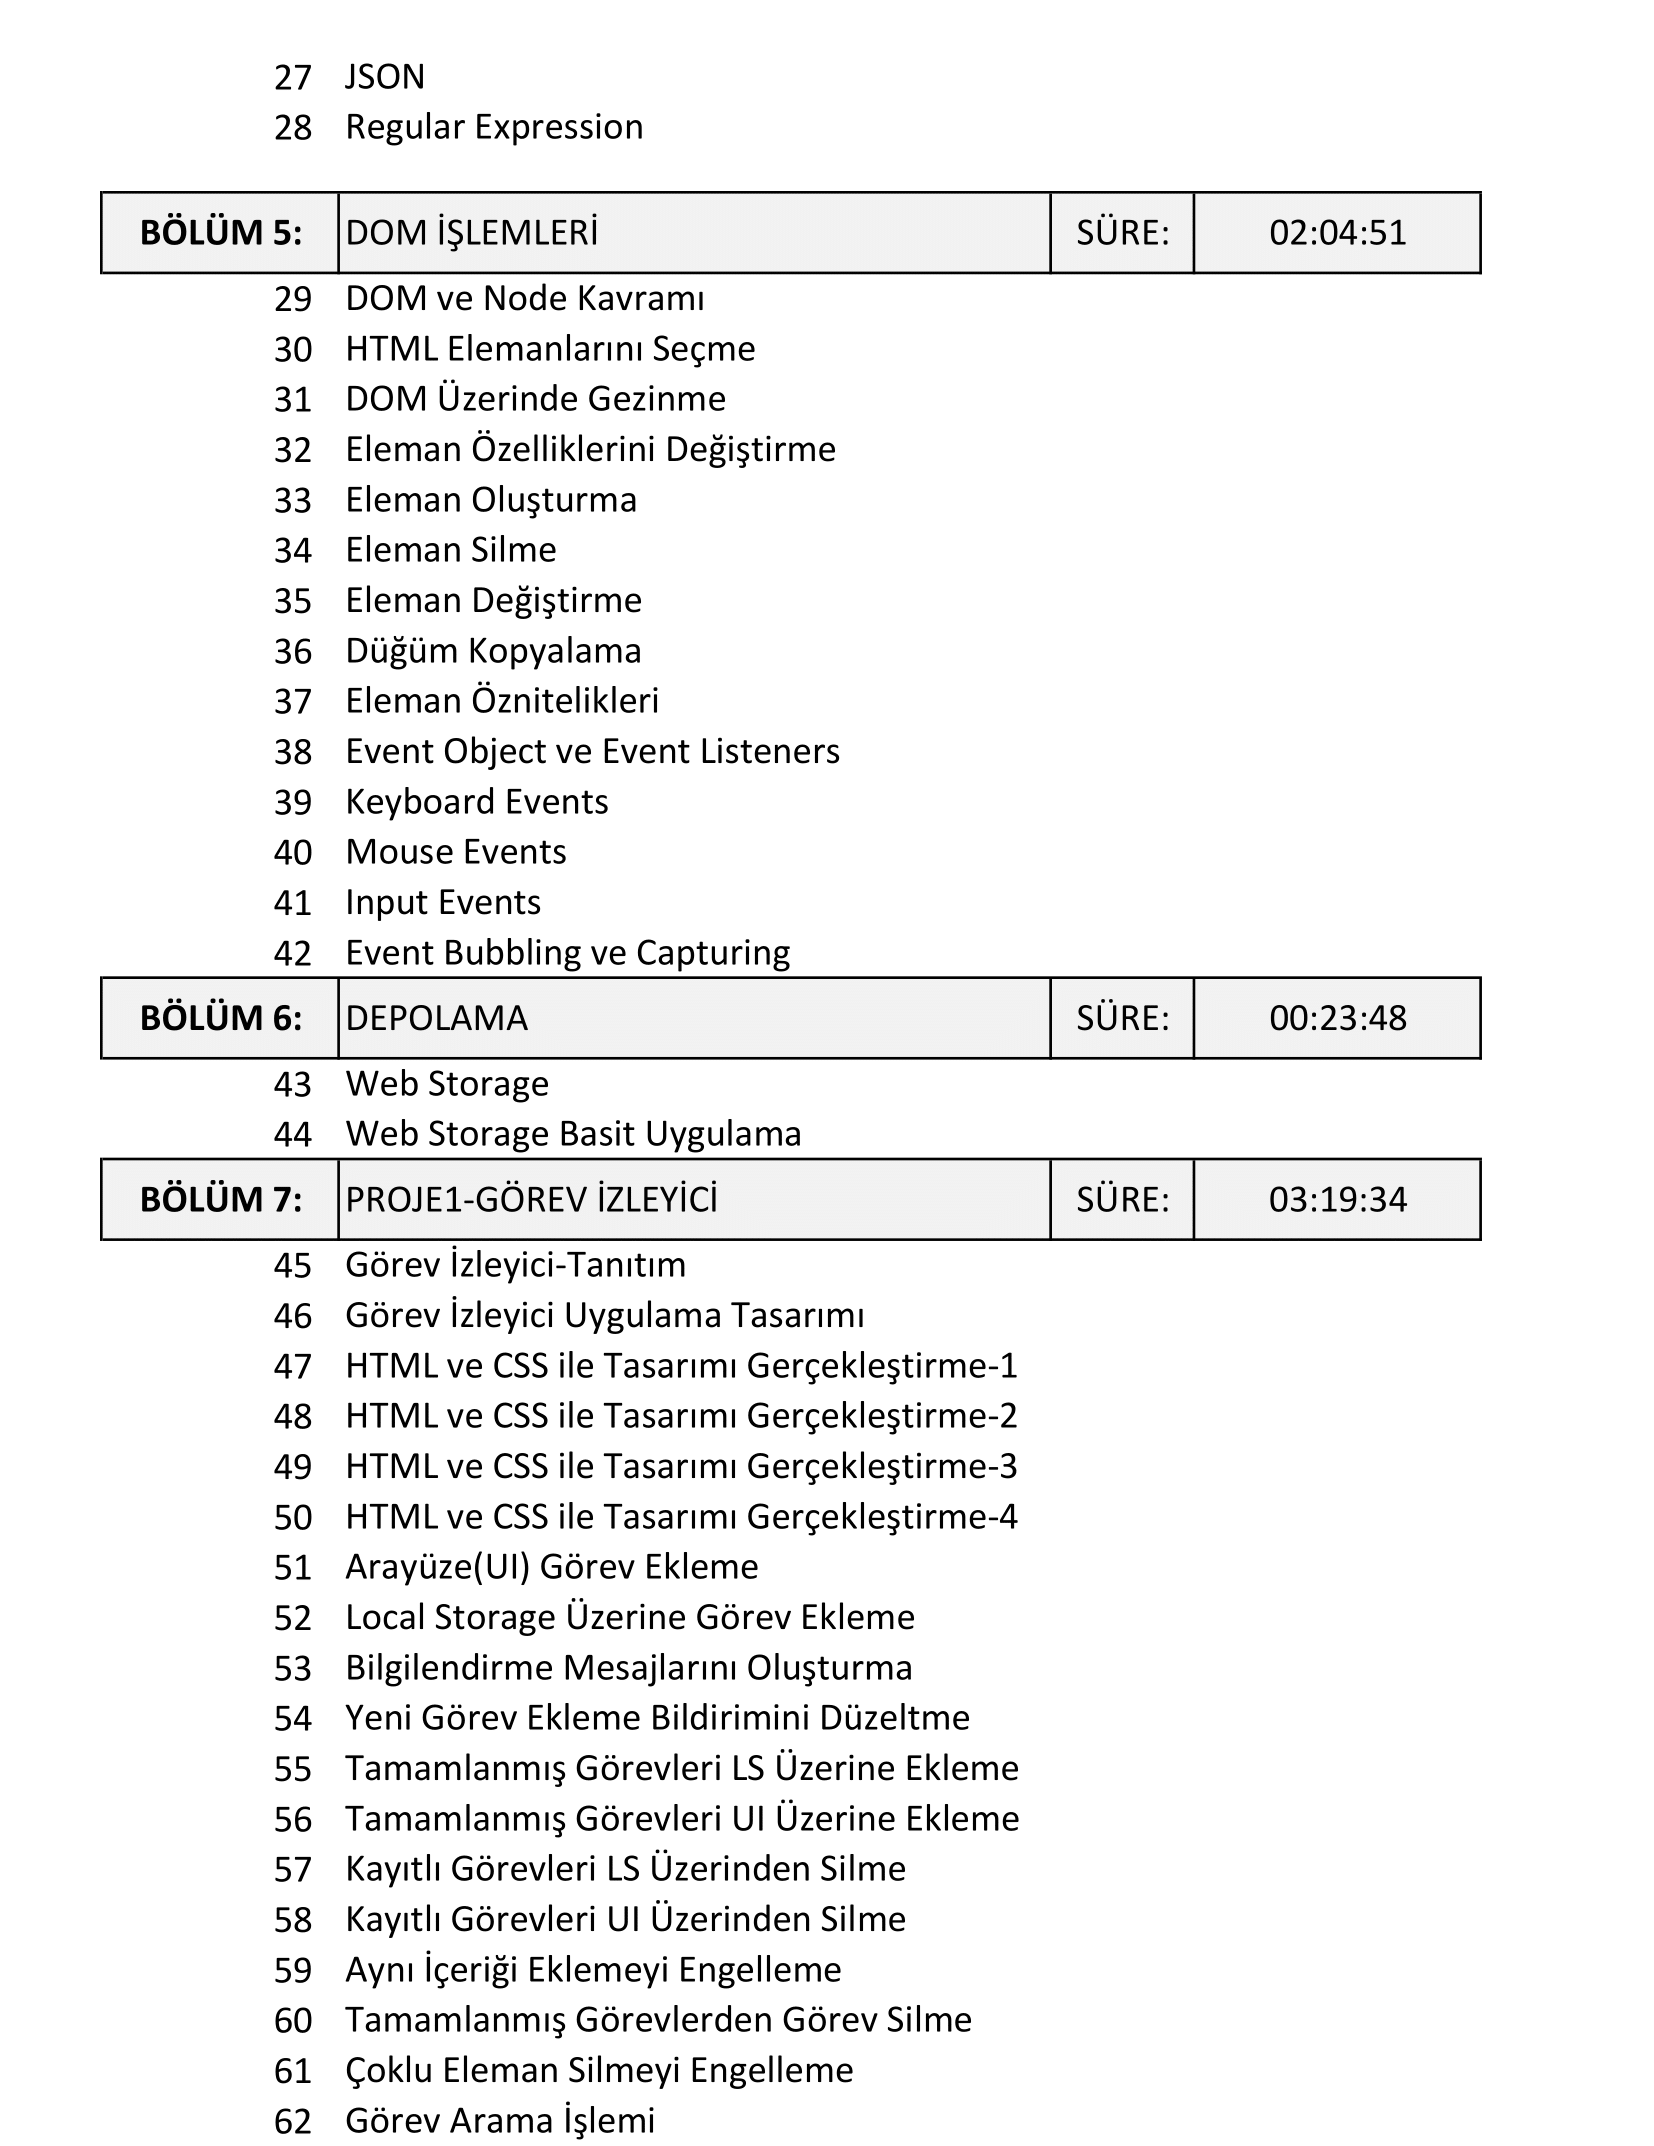 27 JSON
28 Regular Expression
BÖLÜM 5: DOM İŞLEMLERİ SÜRE: 02:04:51
29 DOM ve Node Kavramı
30 HTML Elemanlarını Seçme
31 DOM Üzerinde Gezinme
32 Eleman Özelliklerini Değiştirme
33 Eleman Oluşturma
34 Eleman Silme
35 Eleman Değiştirme
36 Düğüm Kopyalama
37 Eleman Öznitelikleri
38 Event Object ve Event Listeners
39 Keyboard Events
40 Mouse Events
41 Input Events
42 Event Bubbling ve Capturing
BÖLÜM 6: DEPOLAMA SÜRE: 00:23:48
43 Web Storage
44 Web Storage Basit Uygulama
BÖLÜM 7: PROJE1-GÖREV İZLEYİCİ SÜRE: 03:19:34
45 Görev İzleyici-Tanıtım
46 Görev İzleyici Uygulama Tasarımı
47 HTML ve CSS ile Tasarımı Gerçekleştirme-1
48 HTML ve CSS ile Tasarımı Gerçekleştirme-2
49 HTML ve CSS ile Tasarımı Gerçekleştirme-3
50 HTML ve CSS ile Tasarımı Gerçekleştirme-4
51 Arayüze(UI) Görev Ekleme
52 Local Storage Üzerine Görev Ekleme
53 Bilgilendirme Mesajlarını Oluşturma
54 Yeni Görev Ekleme Bildirimini Düzeltme
55 Tamamlanmış Görevleri LS Üzerine Ekleme
56 Tamamlanmış Görevleri UI Üzerine Ekleme
57 Kayıtlı Görevleri LS Üzerinden Silme
58 Kayıtlı Görevleri UI Üzerinden Silme
59 Aynı İçeriği Eklemeyi Engelleme
60 Tamamlanmış Görevlerden Görev Silme
61 Çoklu Eleman Silmeyi Engelleme
62 Görev Arama İşlemi